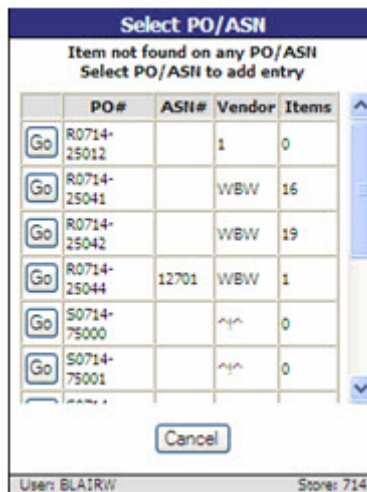 Select PO/ASN
Item not found on any PO/ASN
Select PO/ASN to add entry
PO# ASN# Vendor Items
Go R0714-25012 1 0
Go R0714-25041 WBW 16
Go R0714-25042 WBW 19
Go R0714-25044 12701 WBW 1
Go S0714-75000 ^!^ 0
Go S0714-75001 ^!^ 0
Cancel
User: BLAIRW Store: 714